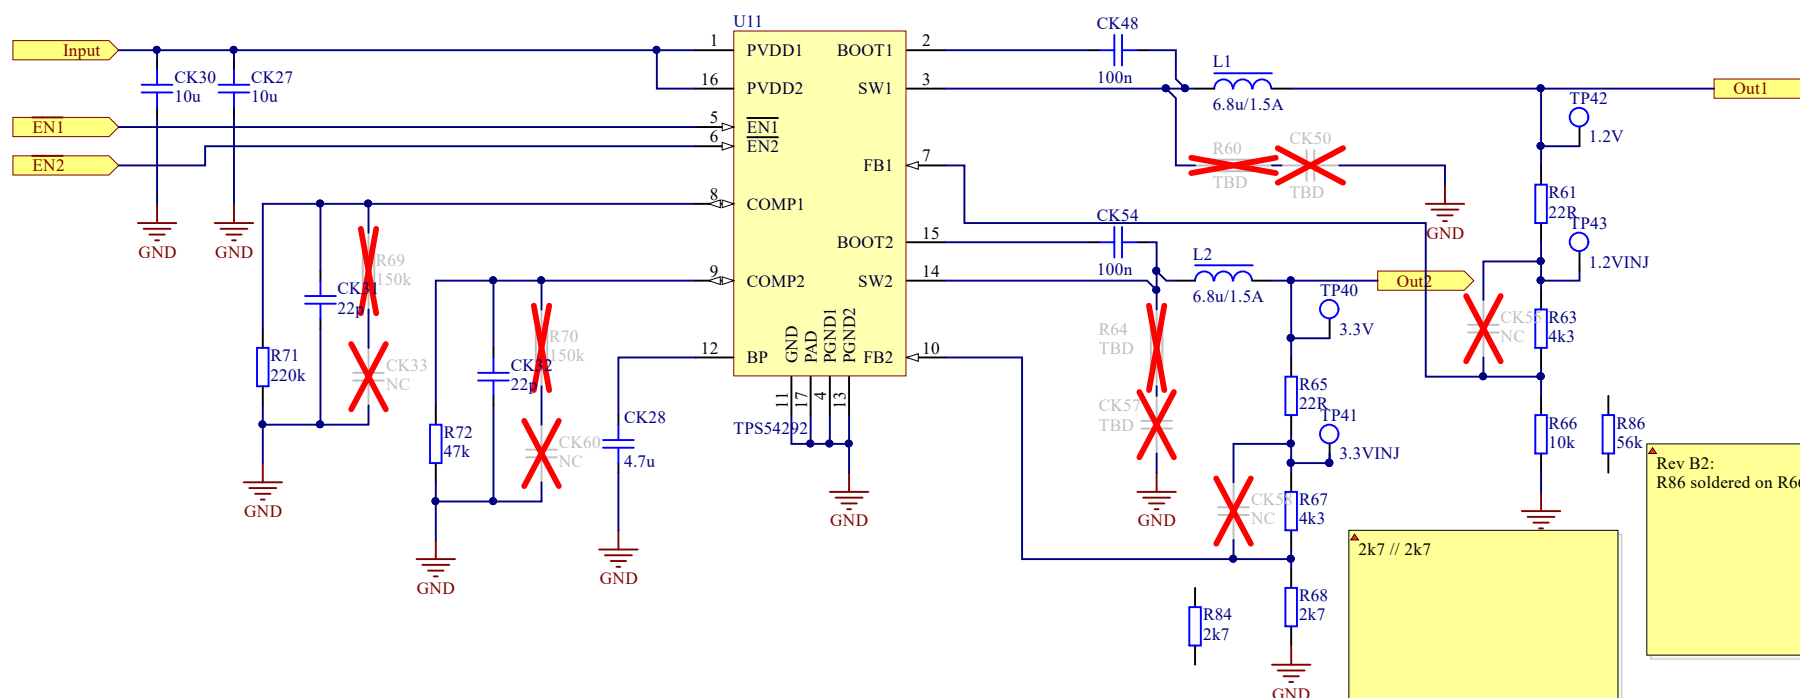 U11
CK48
Input
1
PVDD1
BOOT1
2
CK30
10u
CK27
10u
100n
L1
16
PVDD2
SW1
3
6.8u/1.5A
Out1
TP42
1.2V
EN1
5
EN1
EN2
6
EN2
R60
TBD
CK50
TBD
FB1
7
R61
22R
GND
GND
8
COMP1
CK54
GND
TP43
1.2VINJ
BOOT2
15
100n
L2
R69
150k
CK31
22p
9
COMP2
SW2
14
6.8u/1.5A
Out2
TP40
3.3V
R64
TBD
CK55
NC
R63
4k3
R70
150k
R71
220k
CK33
NC
CK32
22p
12
BP
GND
PAD
PGND1
PGND2
FB2
10
11
17
4
13
TPS54292
R65
22R
CK57
TBD
TP41
3.3VINJ
R72
47k
CK60
NC
CK28
4.7u
R66
10k
R86
56k
Rev B2:
R86 soldered on R66
GND
GND
GND
CK58
NC
R67
4k3
2k7 // 2k7
GND
GND
R84
2k7
R68
2k7
GND